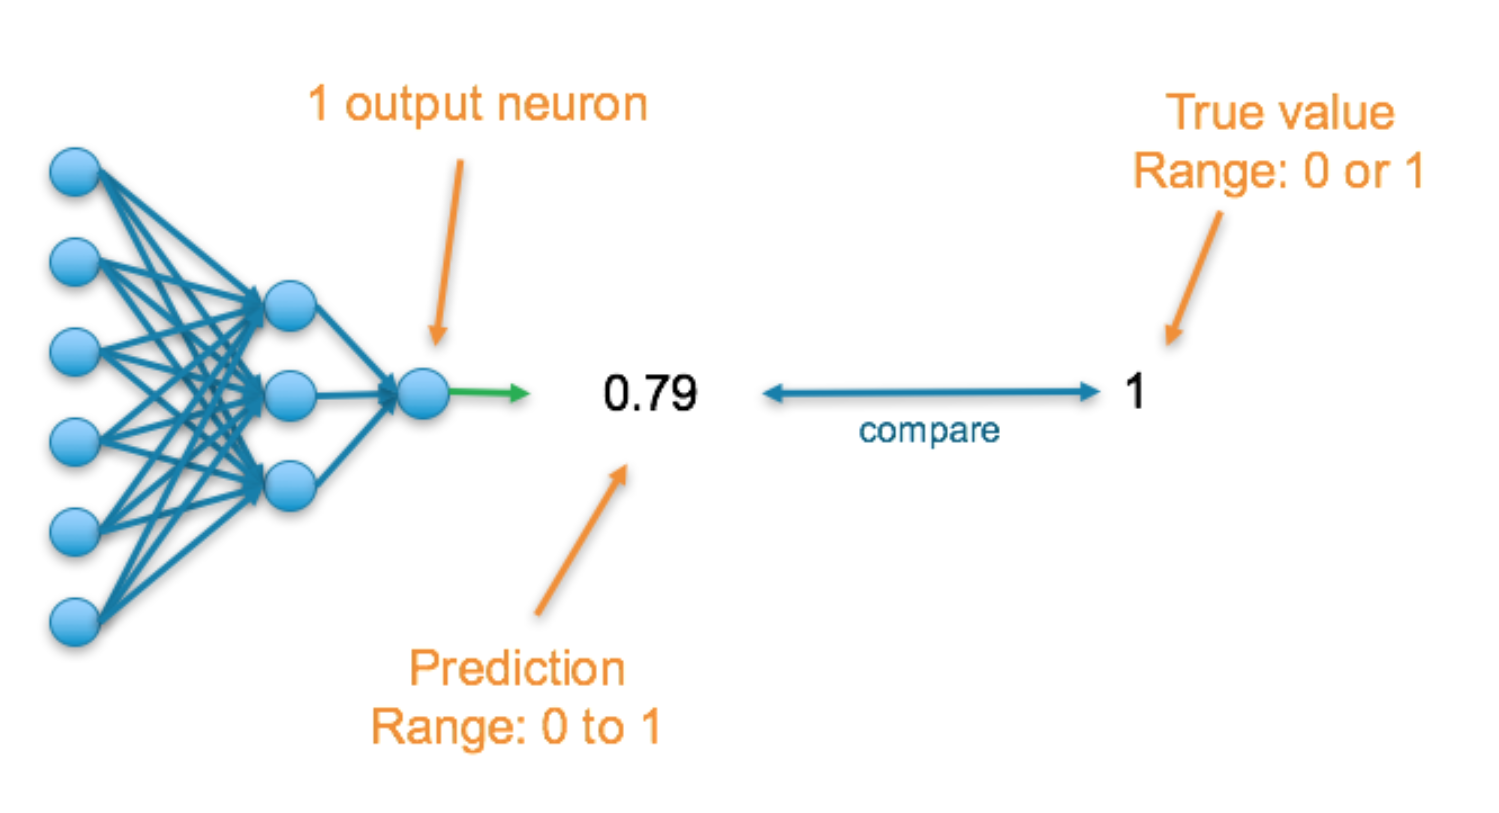 1 output neuron
True value
Range: 0 or 1
0.79
compare
1
Prediction
Range: 0 to 1